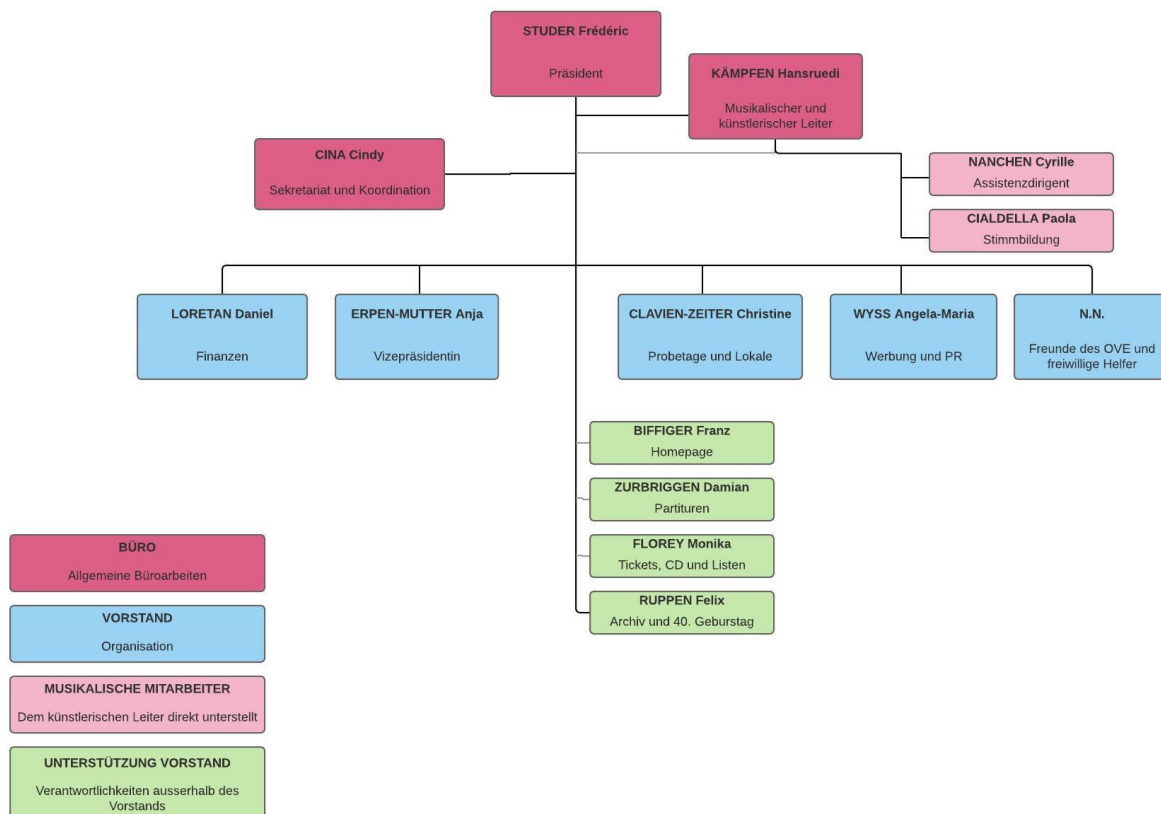 STUDER Frédéric
Präsident
KÄMPFEN Hansruedi
Musikalischer und
künstlerischer Leiter
CINA Cindy
Sekretariat und Koordination
NANCHEN Cyrille
Assistenzdirigent
CIALDELLA Paola
Stimmbildung
LORETAN Daniel
Finanzen
ERPEN-MUTTER Anja
Vizepräsidentin
CLAVIEN-ZEITER Christine
Probetage und Lokale
WYSS Angela-Maria
Werbung und PR
N.N.
Freunde des OVE und
freiwillige Helfer
BIFFIGER Franz
Homepage
ZURBRIGGEN Damian
Partituren
FLOREY Monika
Tickets, CD und Listen
RUPPEN Felix
Archiv und 40. Geburstag
BÜRO
Allgemeine Büroarbeiten
VORSTAND
Organisation
MUSIKALISCHE MITARBEITER
Dem künstlerischen Leiter direkt unterstellt
UNTERSTÜTZUNG VORSTAND
Verantwortlichkeiten ausserhalb des
Vorstands